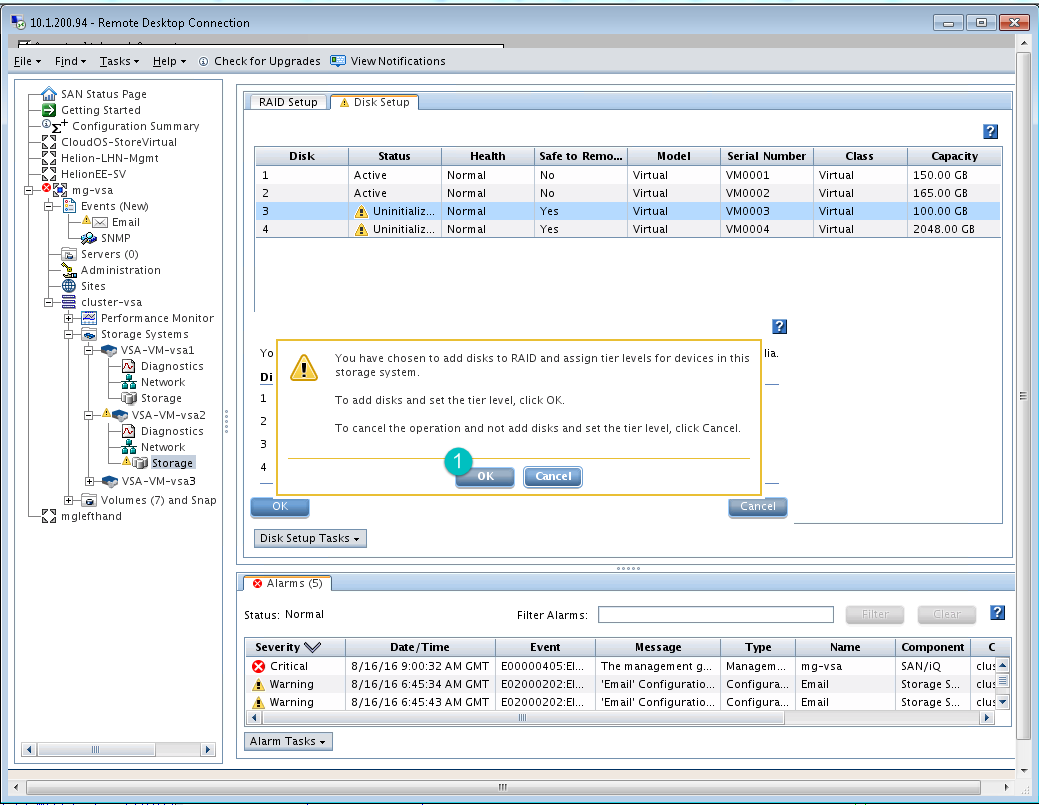 10.1.200.94 - Remote Desktop Connection
File Find Tasks Help Check for Upgrades View Notifications
SAN Status Page
Getting Started
Configuration Summary
CloudOS-StoreVirtual
Helion-LHN-Mgmt
HelionEE-SV
mg-vsa
Events (New)
Email
SNMP
Servers (0)
Administration
Sites
cluster-vsa
Performance Monitor
Storage Systems
VSA-VM-vsa1
Diagnostics
Network
Storage
VSA-VM-vsa2
Diagnostics
Network
Storage
VSA-VM-vsa3
Volumes (7) and Snap
mglefthand
RAID Setup Disk Setup
?
Disk Status Health Safe to Remo... Model Serial Number Class Capacity
1 Active Normal No Virtual VM0001 Virtual 150.00 GB
2 Active Normal No Virtual VM0002 Virtual 165.00 GB
3 Uninitializ... Normal Yes Virtual VM0003 Virtual 100.00 GB
4 Uninitializ... Normal Yes Virtual VM0004 Virtual 2048.00 GB
?
Yo lia.
Di
1
2
3
4
You have chosen to add disks to RAID and assign tier levels for devices in this
storage system.
To add disks and set the tier level, click OK.
To cancel the operation and not add disks and set the tier level, click Cancel.
1
OK Cancel
OK Cancel
Disk Setup Tasks
Alarms (5)
Status: Normal Filter Alarms: Filter Clear ?
Severity Date/Time Event Message Type Name Component C
Critical 8/16/16 9:00:32 AM GMT E00000405:El... The management g... Managem... mg-vsa SAN/iQ clus
Warning 8/16/16 6:45:34 AM GMT E02000202:El... 'Email' Configuratio... Configura... Email Storage S... clus
Warning 8/16/16 6:45:43 AM GMT E02000202:El... 'Email' Configuratio... Configura... Email Storage S... clus
Alarm Tasks